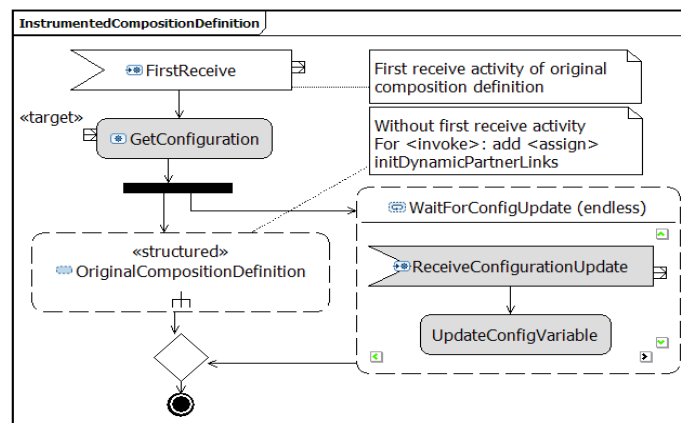 InstrumentedCompositionDefinition
FirstReceive
First receive activity of original
composition definition
«target»
GetConfiguration
Without first receive activity
For <invoke>: add <assign>
initDynamicPartnerLinks
WaitForConfigUpdate (endless)
«structured»
OriginalCompositionDefinition
ReceiveConfigurationUpdate
UpdateConfigVariable